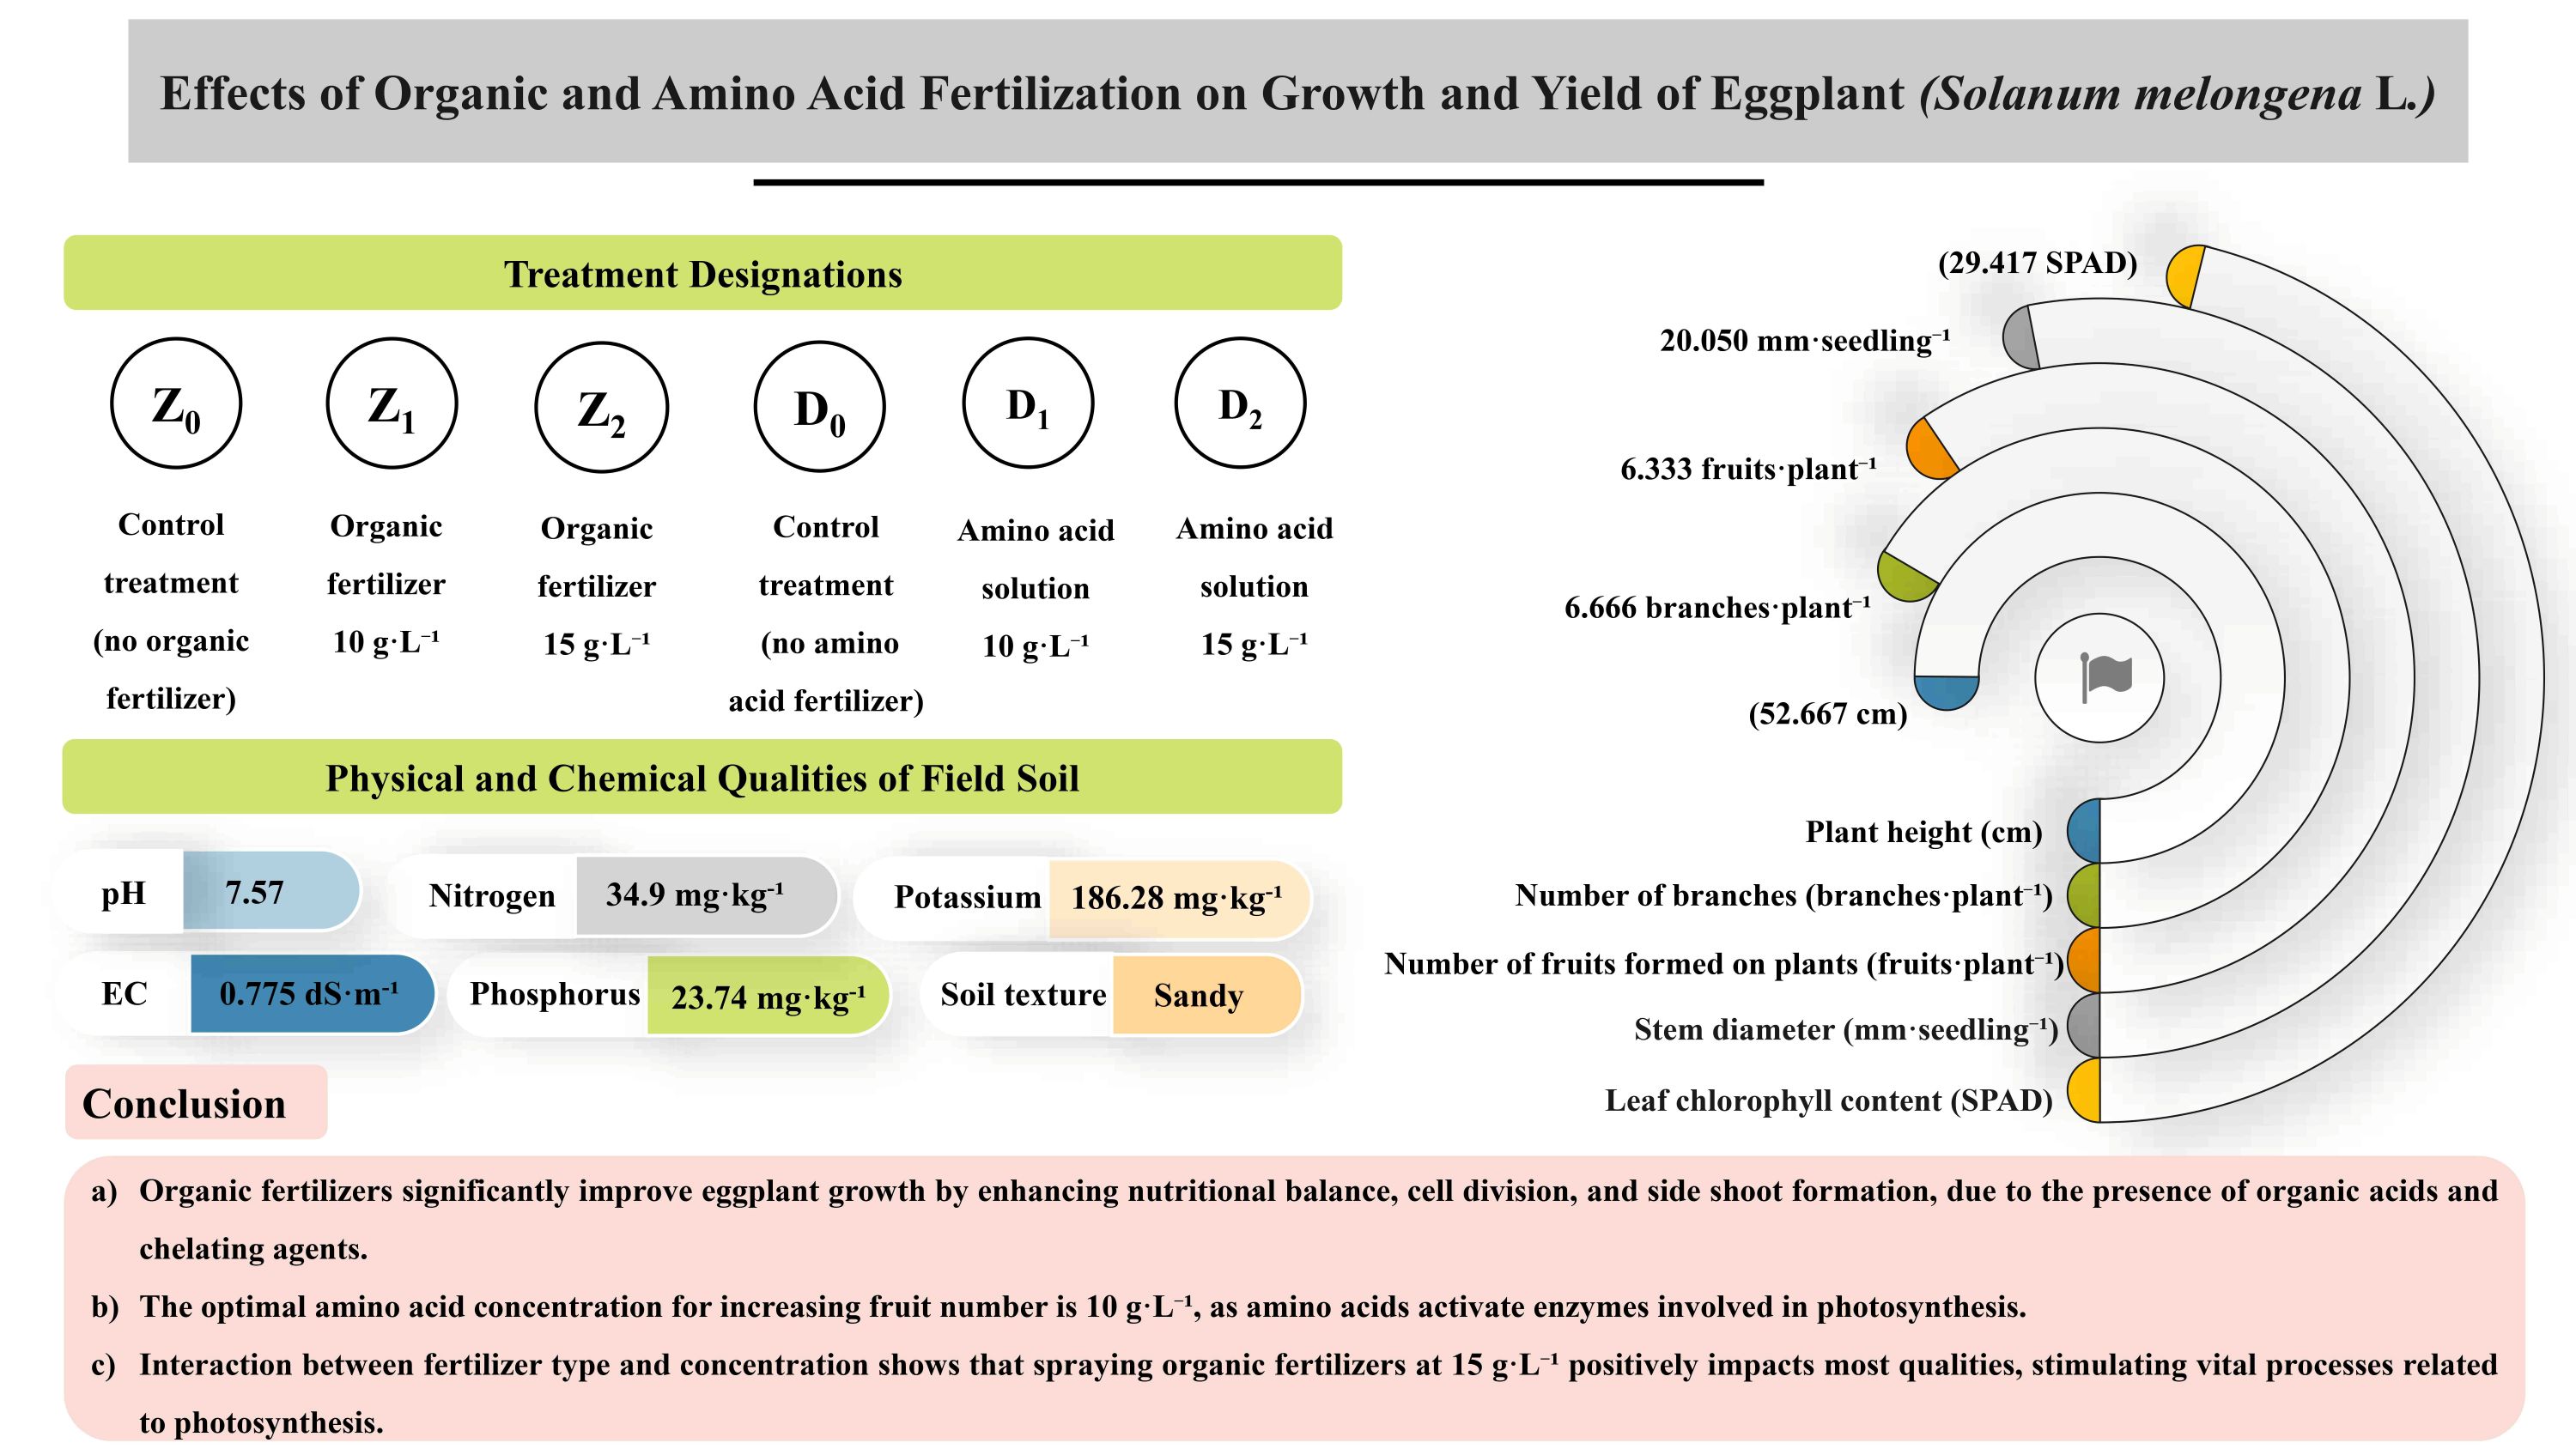 Effects of Organic and Amino Acid Fertilization on Growth and Yield of Eggplant (Solanum melongena L.)
Treatment Designations
Z₀
Z₁
Z₂
D₀
D₁
D₂
Control
treatment
(no organic
fertilizer)
Organic
fertilizer
10 g·L⁻¹
Organic
fertilizer
15 g·L⁻¹
Control
treatment
(no amino
acid fertilizer)
Amino acid
solution
10 g·L⁻¹
Amino acid
solution
15 g·L⁻¹
Physical and Chemical Qualities of Field Soil
pH 7.57
Nitrogen 34.9 mg·kg⁻¹
Potassium 186.28 mg·kg⁻¹
EC 0.775 dS·m⁻¹
Phosphorus 23.74 mg·kg⁻¹
Soil texture Sandy
(29.417 SPAD)
20.050 mm·seedling⁻¹
6.333 fruits·plant⁻¹
6.666 branches·plant⁻¹
(52.667 cm)
Plant height (cm)
Number of branches (branches·plant⁻¹)
Number of fruits formed on plants (fruits·plant⁻¹)
Stem diameter (mm·seedling⁻¹)
Leaf chlorophyll content (SPAD)
Conclusion
a) Organic fertilizers significantly improve eggplant growth by enhancing nutritional balance, cell division, and side shoot formation, due to the presence of organic acids and
chelating agents.
b) The optimal amino acid concentration for increasing fruit number is 10 g·L⁻¹, as amino acids activate enzymes involved in photosynthesis.
c) Interaction between fertilizer type and concentration shows that spraying organic fertilizers at 15 g·L⁻¹ positively impacts most qualities, stimulating vital processes related
to photosynthesis.